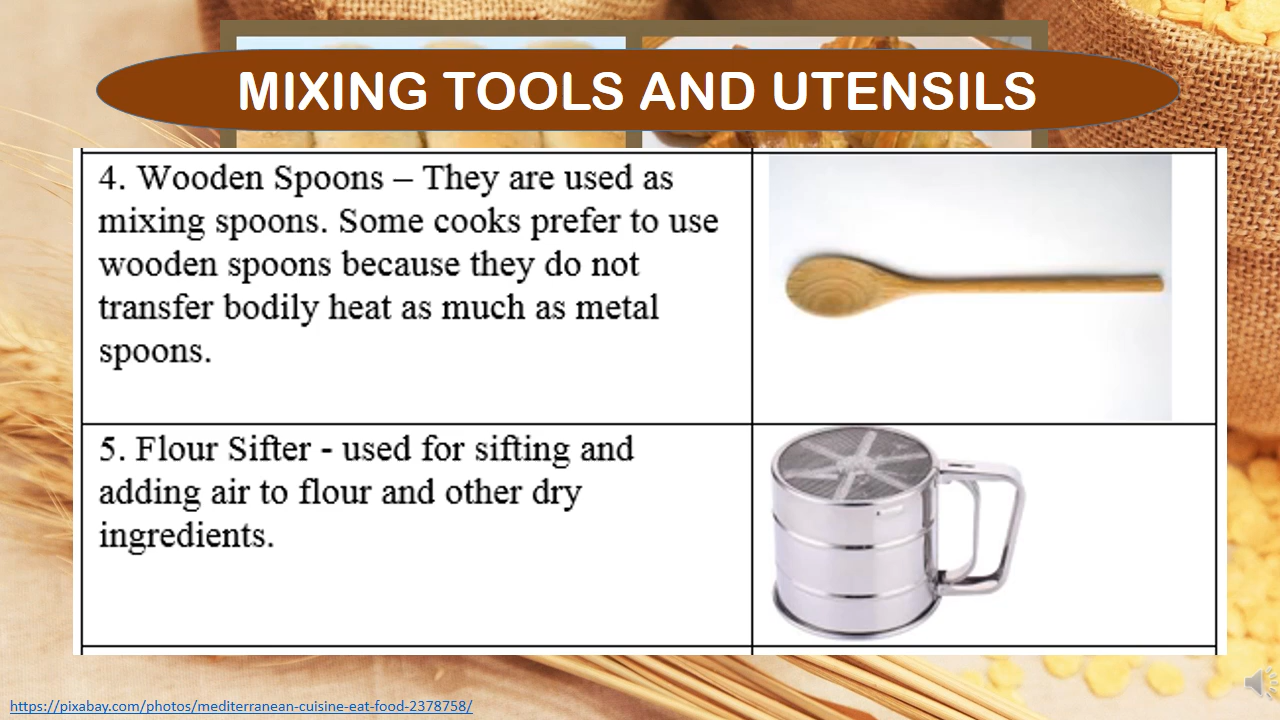 MIXING TOOLS AND UTENSILS
4. Wooden Spoons – They are used as
mixing spoons. Some cooks prefer to use
wooden spoons because they do not
transfer bodily heat as much as metal
spoons.
5. Flour Sifter - used for sifting and
adding air to flour and other dry
ingredients.
https://pixabay.com/photos/mediterranean-cuisine-eat-food-2378758/